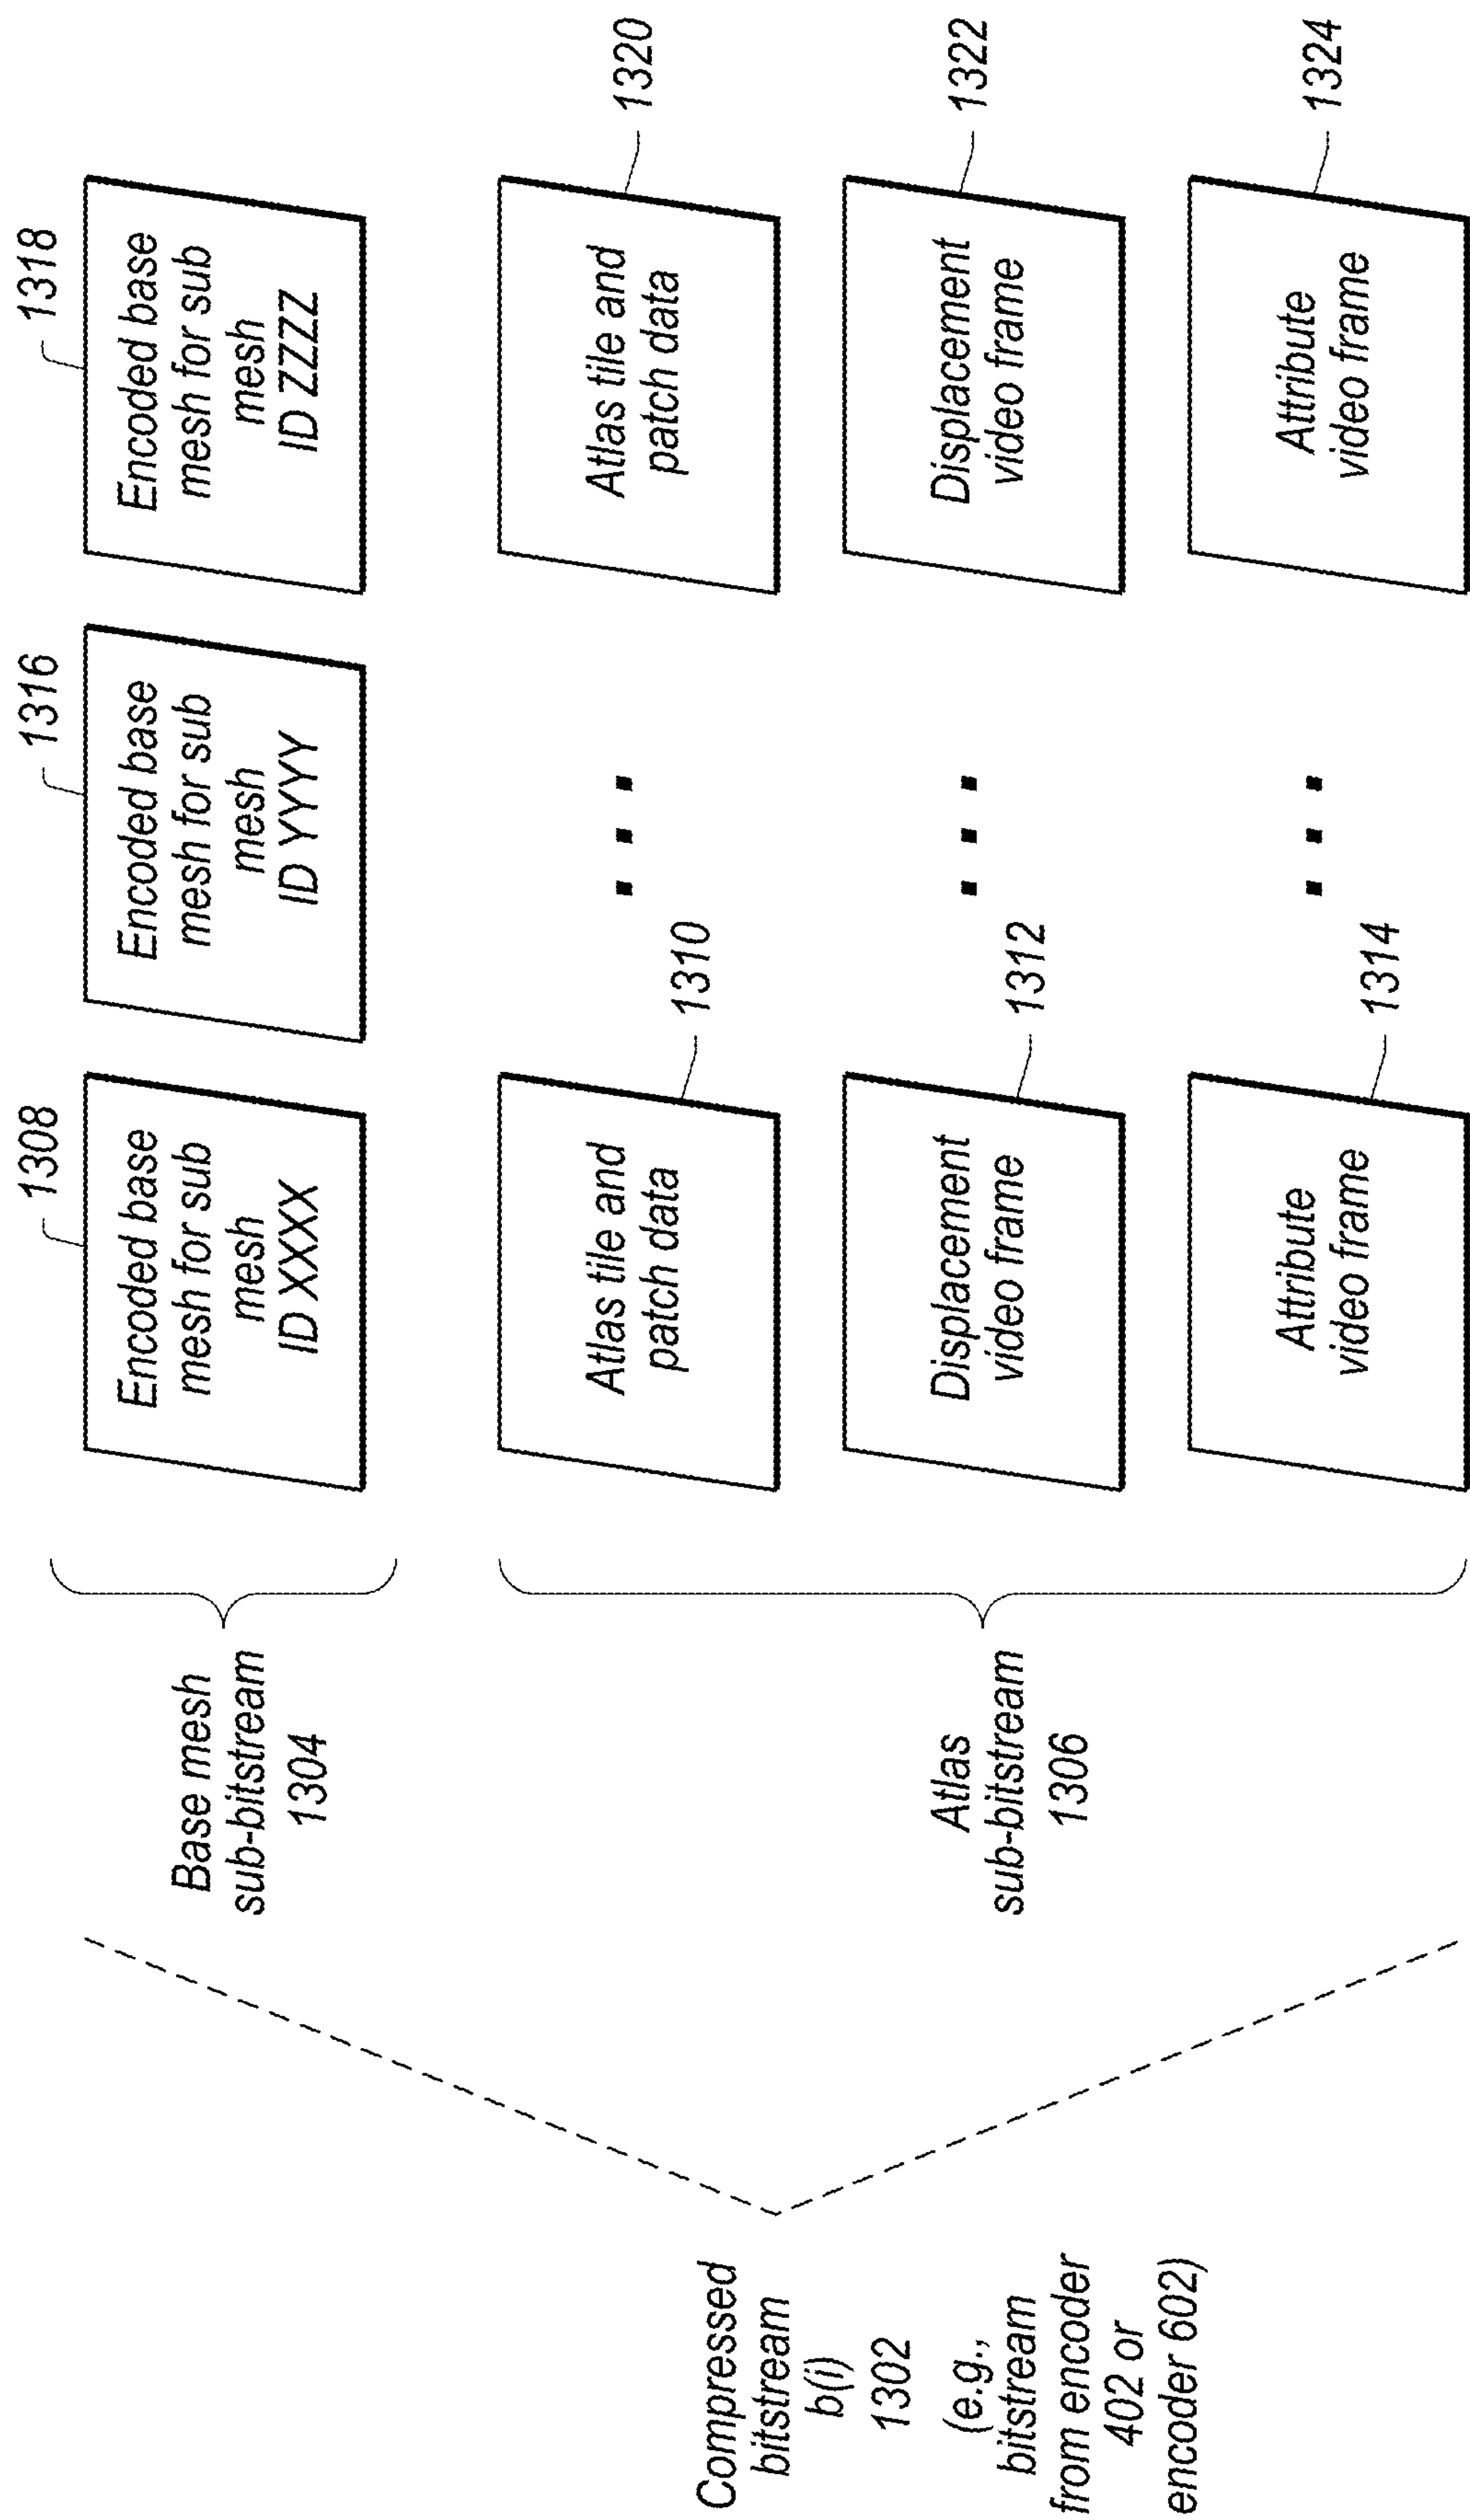 Compressed
bitstream
b(i)
1302
(e.g.,
bitstream
from encoder
402 or
encoder 602)
Base mesh
sub-bitstream
1304
Atlas
sub-bitstream
1306
1308
Encoded base
mesh for sub
mesh
ID XXXX
1316
Encoded base
mesh for sub
mesh
ID YYYY
1318
Encoded base
mesh for sub
mesh
ID ZZZZ
Atlas tile and
patch data
1310
Atlas tile and
patch data
1320
Displacement
video frame
1312
Displacement
video frame
1322
Attribute
video frame
1314
Attribute
video frame
1324